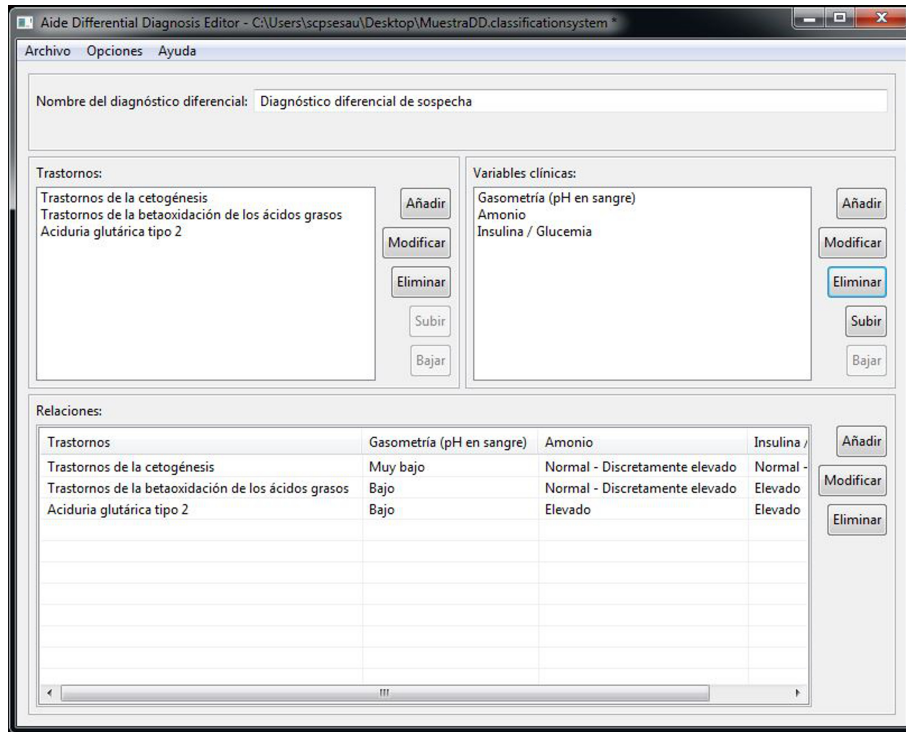 Aide Differential Diagnosis Editor - C:\Users\scpsesau\Desktop\MuestraDD.classificationsystem *
Archivo Opciones Ayuda
Nombre del diagnóstico diferencial: Diagnóstico diferencial de sospecha
Trastornos:
Trastornos de la cetogénesis
Trastornos de la betaoxidación de los ácidos grasos
Aciduria glutárica tipo 2
Añadir
Modificar
Eliminar
Subir
Bajar
Variables clínicas:
Gasometría (pH en sangre)
Amonio
Insulina / Glucemia
Añadir
Modificar
Eliminar
Subir
Bajar
Relaciones:
Trastornos Gasometría (pH en sangre) Amonio Insulina /
Trastornos de la cetogénesis Muy bajo Normal - Discretamente elevado Normal -
Trastornos de la betaoxidación de los ácidos grasos Bajo Normal - Discretamente elevado Elevado
Aciduria glutárica tipo 2 Bajo Elevado Elevado
Añadir
Modificar
Eliminar